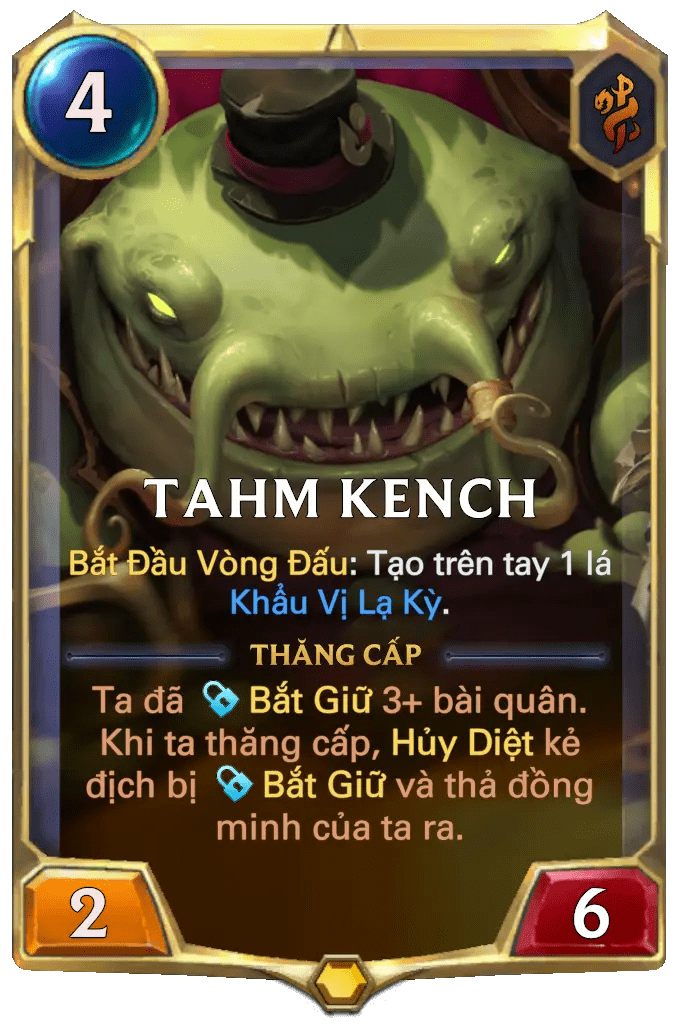 4
TAHM KENCH
Bắt Đầu Vòng Đấu: Tạo trên tay 1 lá
Khẩu Vị Lạ Kỳ.
THĂNG CẤP
Ta đã Bắt Giữ 3+ bài quân.
Khi ta thăng cấp, Hủy Diệt kẻ
địch bị Bắt Giữ và thả đồng
minh của ta ra.
2
6